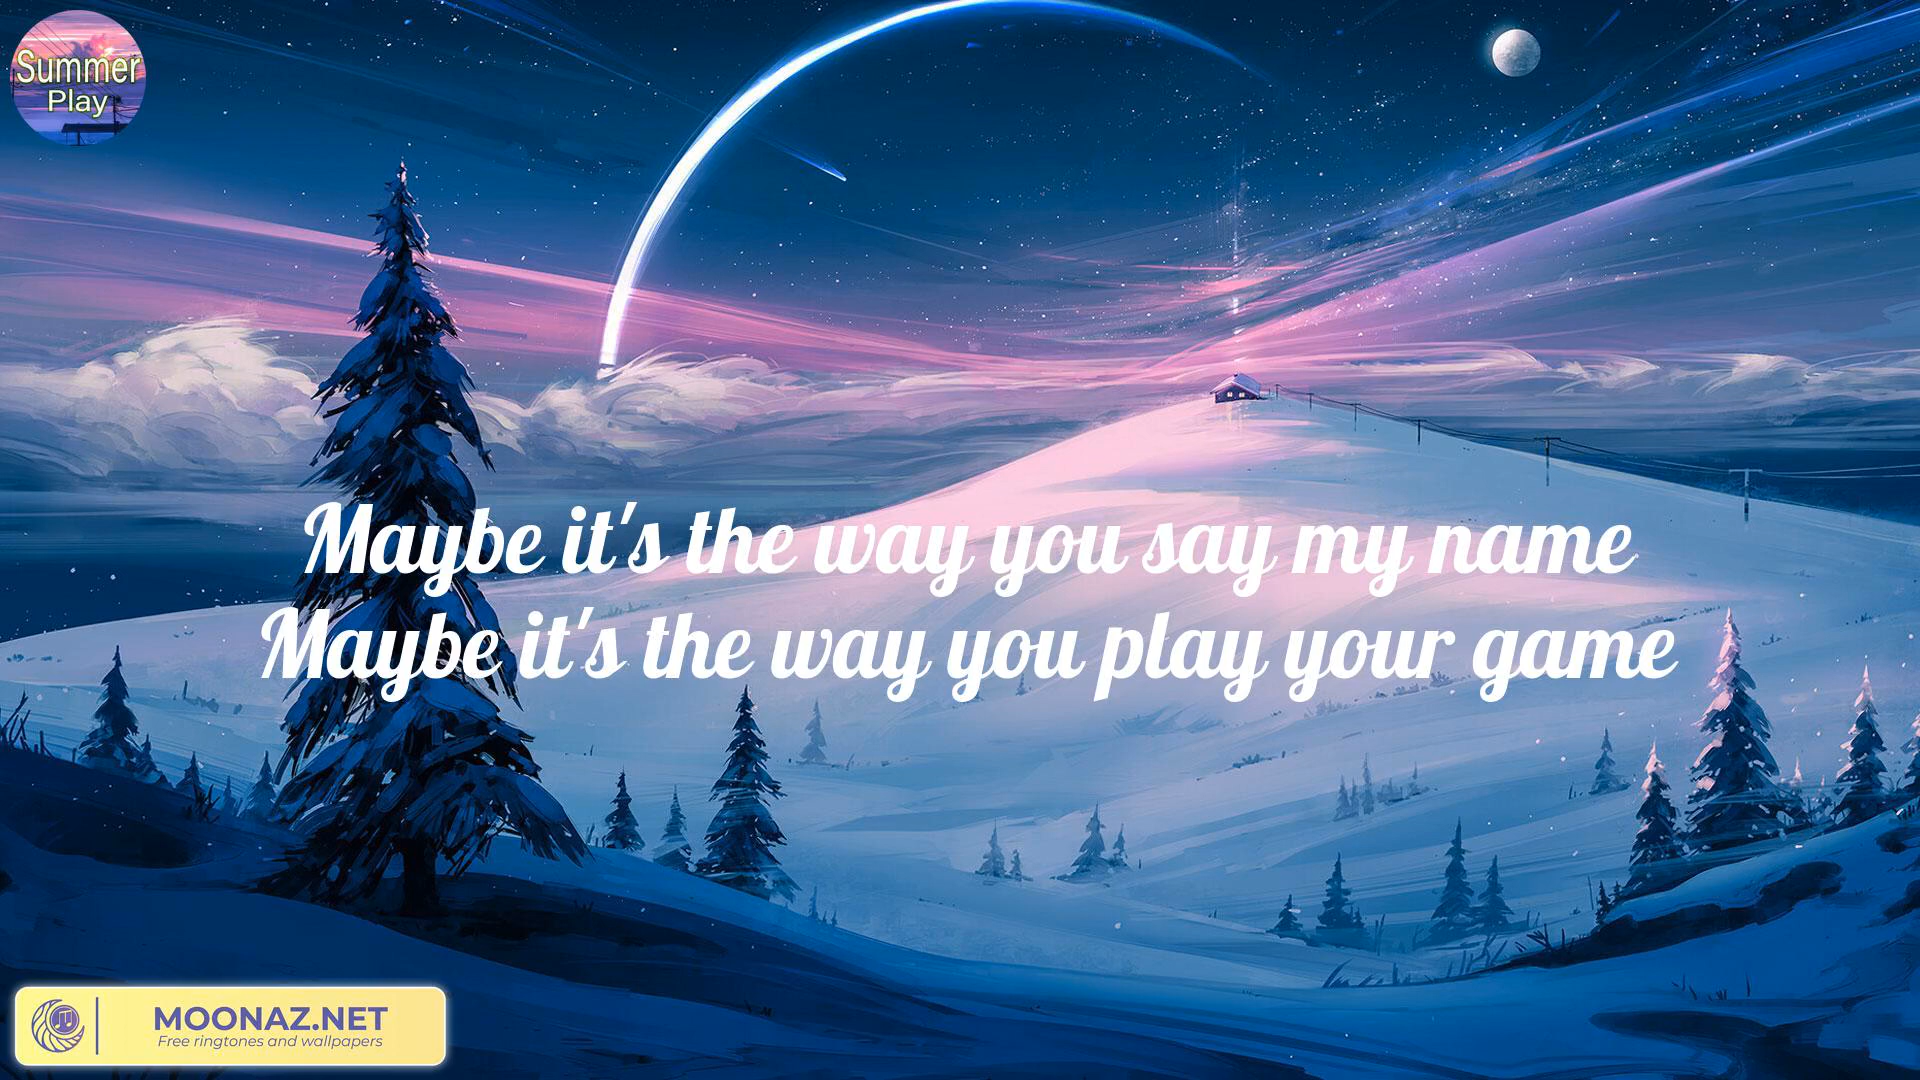 Summer
Play
Maybe it's the way you say my name
Maybe it's the way you play your game
MOONAZ.NET
Free ringtones and wallpapers